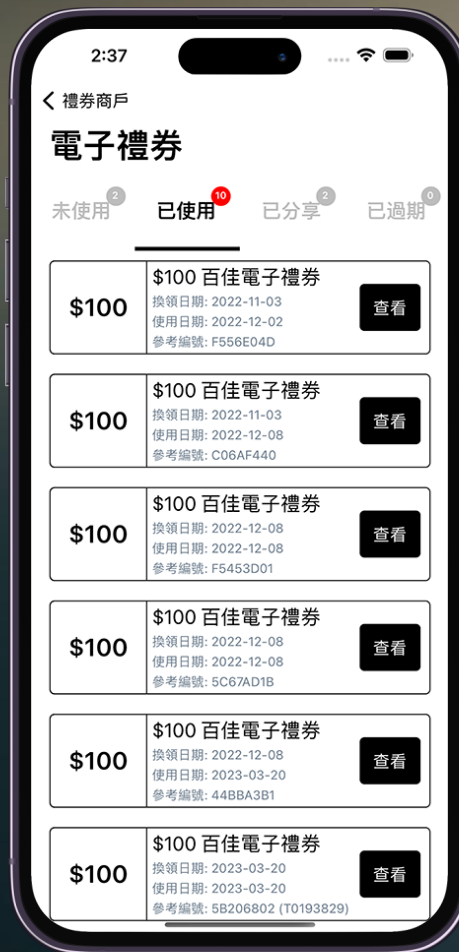 2:37
禮券商戶
電子禮券
未使用 2
已使用 10
已分享 2
已過期 0
$100
$100 百佳電子禮券
換領日期: 2022-11-03
使用日期: 2022-12-02
參考編號: F556E04D
查看
$100
$100 百佳電子禮券
換領日期: 2022-11-03
使用日期: 2022-12-08
參考編號: C06AF440
查看
$100
$100 百佳電子禮券
換領日期: 2022-12-08
使用日期: 2022-12-08
參考編號: F5453D01
查看
$100
$100 百佳電子禮券
換領日期: 2022-12-08
使用日期: 2022-12-08
參考編號: 5C67AD1B
查看
$100
$100 百佳電子禮券
換領日期: 2022-12-08
使用日期: 2023-03-20
參考編號: 44BBA3B1
查看
$100
$100 百佳電子禮券
換領日期: 2023-03-20
使用日期: 2023-03-20
參考編號: 5B206802 (T0193829)
查看